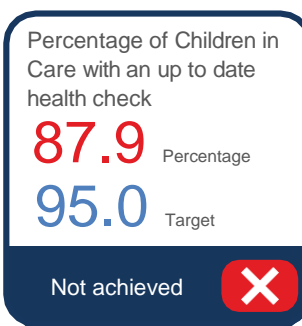 Percentage of Children in
Care with an up to date
health check
87.9 Percentage
95.0 Target
Not achieved